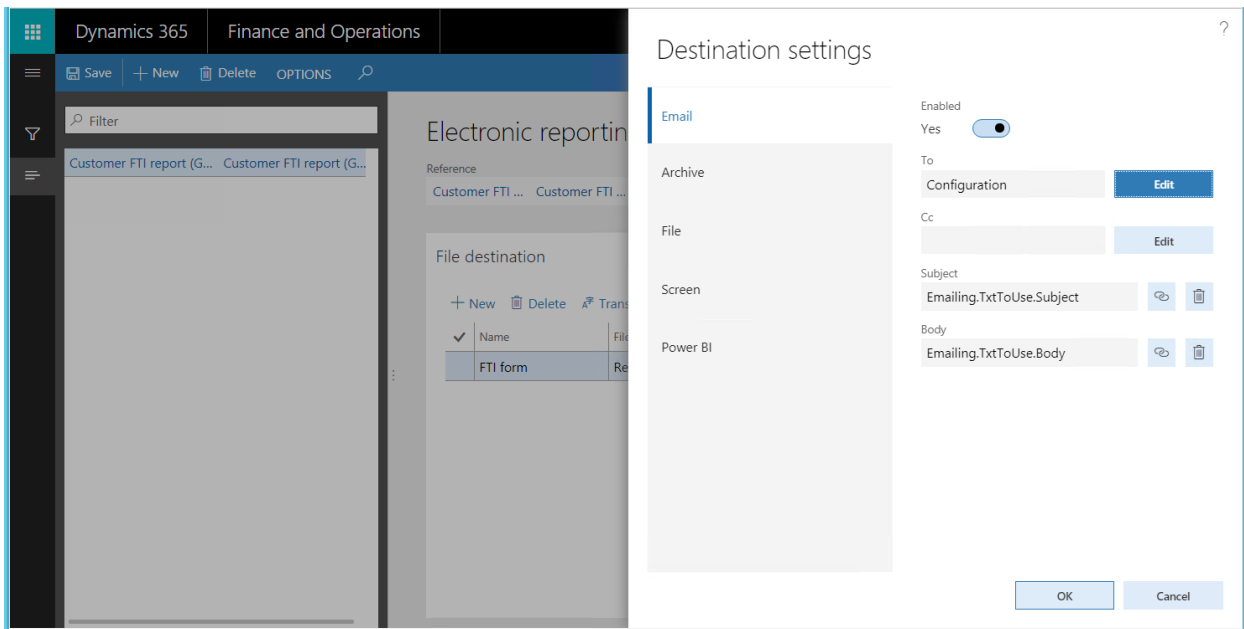 Dynamics 365 Finance and Operations
Save New Delete OPTIONS
Filter
Customer FTI report (G... Customer FTI report (G...
Electronic reportin
Reference
Customer FTI ... Customer FTI ...
File destination
New Delete Trans
Name File
FTI form Re
?
Destination settings
Email
Archive
File
Screen
Power BI
Enabled
Yes
To
Configuration Edit
Cc
Edit
Subject
Emailing.TxtToUse.Subject
Body
Emailing.TxtToUse.Body
OK Cancel